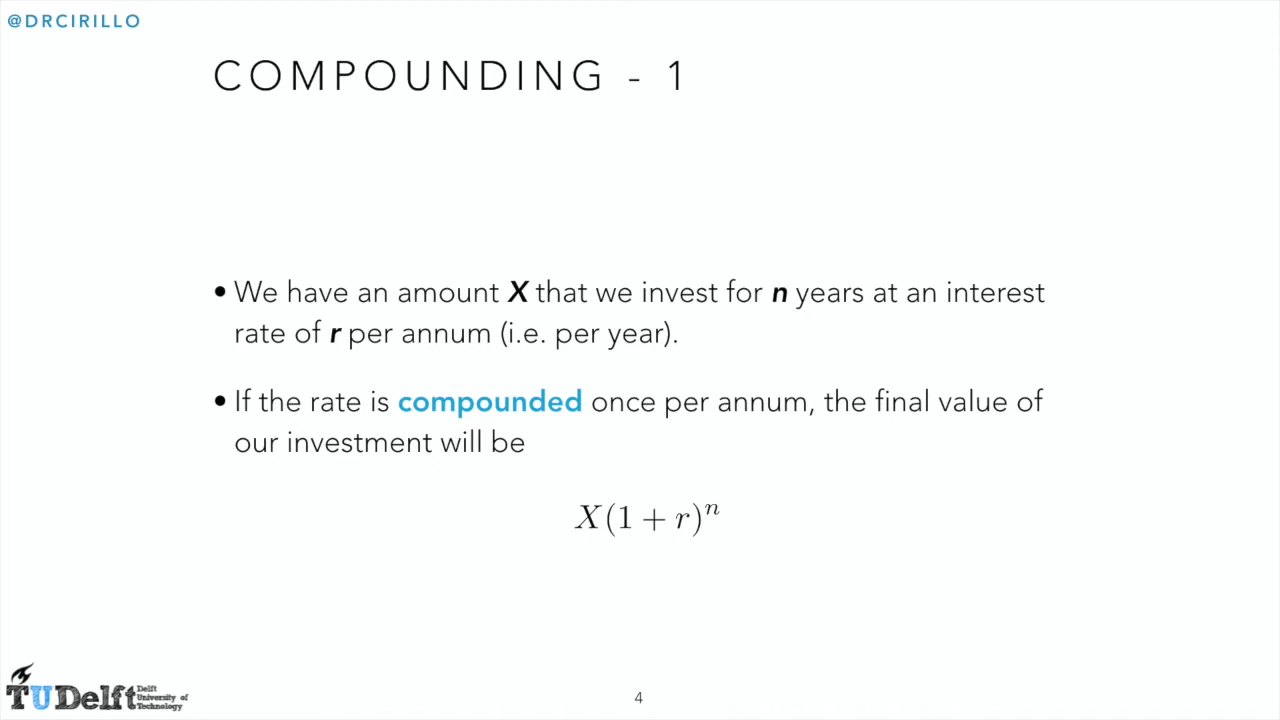 @DRCIRILLO
COMPOUNDING - 1
• We have an amount X that we invest for n years at an interest
rate of r per annum (i.e. per year).
• If the rate is compounded once per annum, the final value of
our investment will be
X(1 + r)^n
TUDelft
Delft
University of
Technology
4